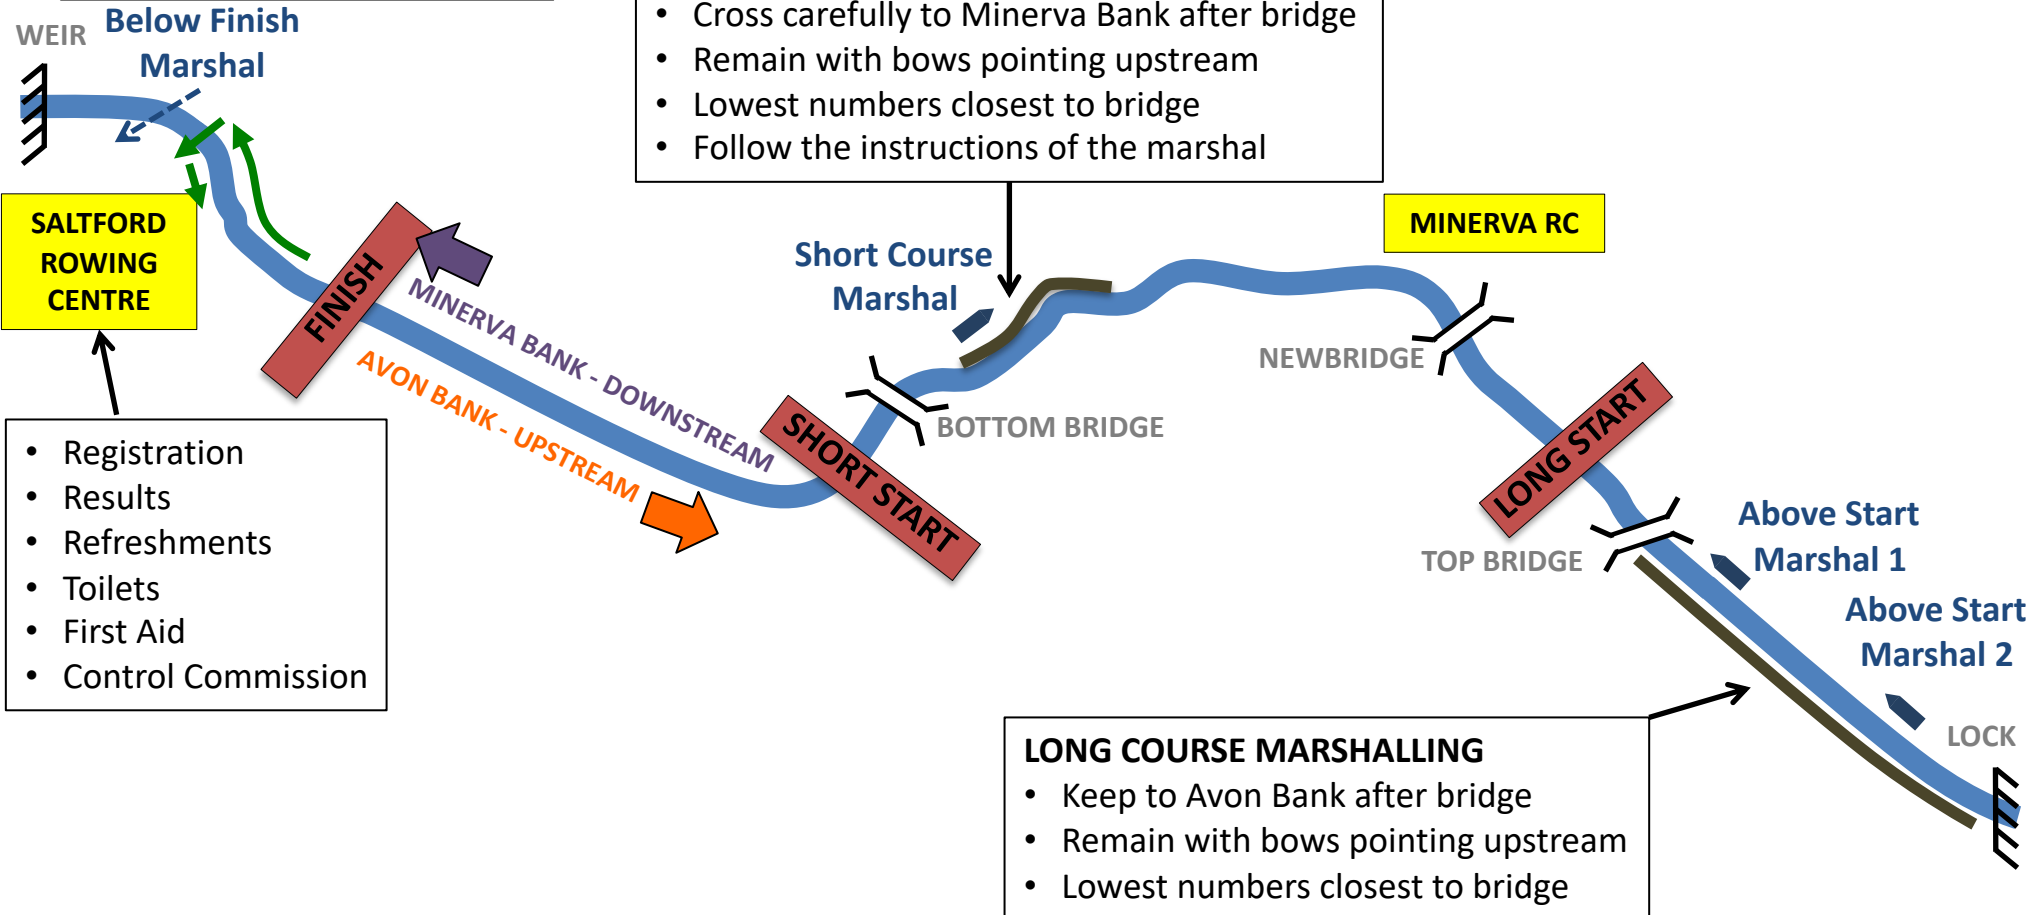 • Cross carefully to Minerva Bank after bridge
• Remain with bows pointing upstream
• Lowest numbers closest to bridge
• Follow the instructions of the marshal
WEIR
Below Finish
Marshal
SALTFORD
ROWING
CENTRE
FINISH
MINERVA BANK - DOWNSTREAM
AVON BANK - UPSTREAM
Short Course
Marshal
MINERVA RC
NEWBRIDGE
BOTTOM BRIDGE
SHORT START
LONG START
TOP BRIDGE
Above Start
Marshal 1
Above Start
Marshal 2
LOCK
• Registration
• Results
• Refreshments
• Toilets
• First Aid
• Control Commission
LONG COURSE MARSHALLING
• Keep to Avon Bank after bridge
• Remain with bows pointing upstream
• Lowest numbers closest to bridge